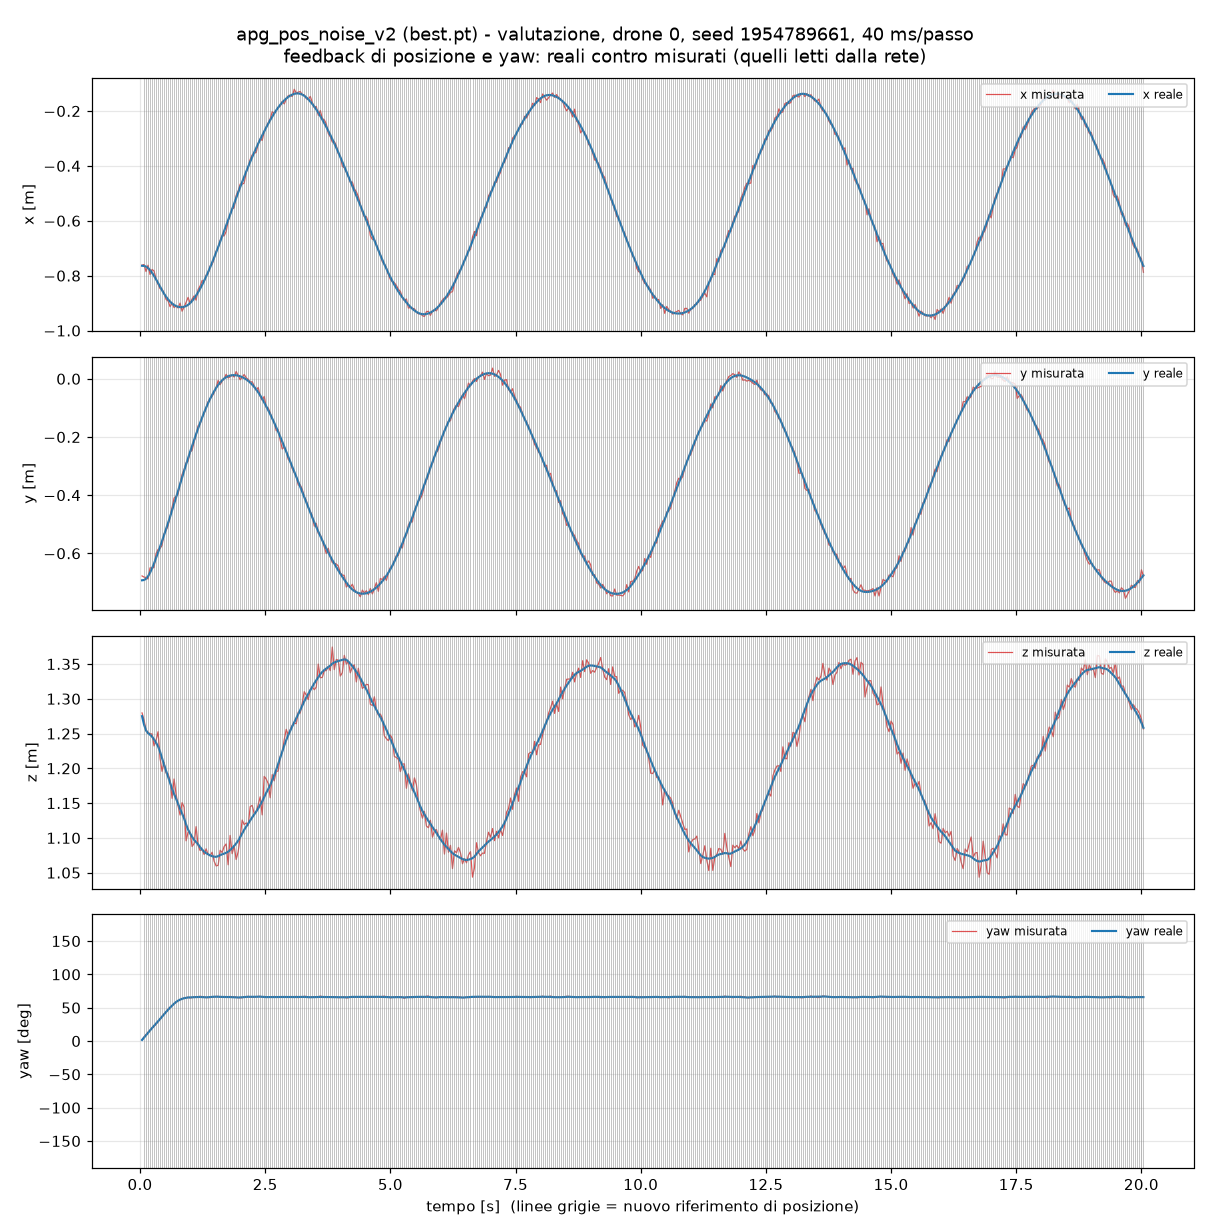 apg_pos_noise_v2 (best.pt) - valutazione, drone 0, seed 1954789661, 40 ms/passo
feedback di posizione e yaw: reali contro misurati (quelli letti dalla rete)
x misurata x reale
−0.2
−0.4
−0.6
−0.8
−1.0
x [m]
y misurata y reale
0.0
−0.2
−0.4
−0.6
y [m]
z misurata z reale
1.35
1.30
1.25
1.20
1.15
1.10
1.05
z [m]
yaw misurata yaw reale
150
100
50
0
−50
−100
−150
yaw [deg]
0.0 2.5 5.0 7.5 10.0 12.5 15.0 17.5 20.0
tempo [s] (linee grigie = nuovo riferimento di posizione)